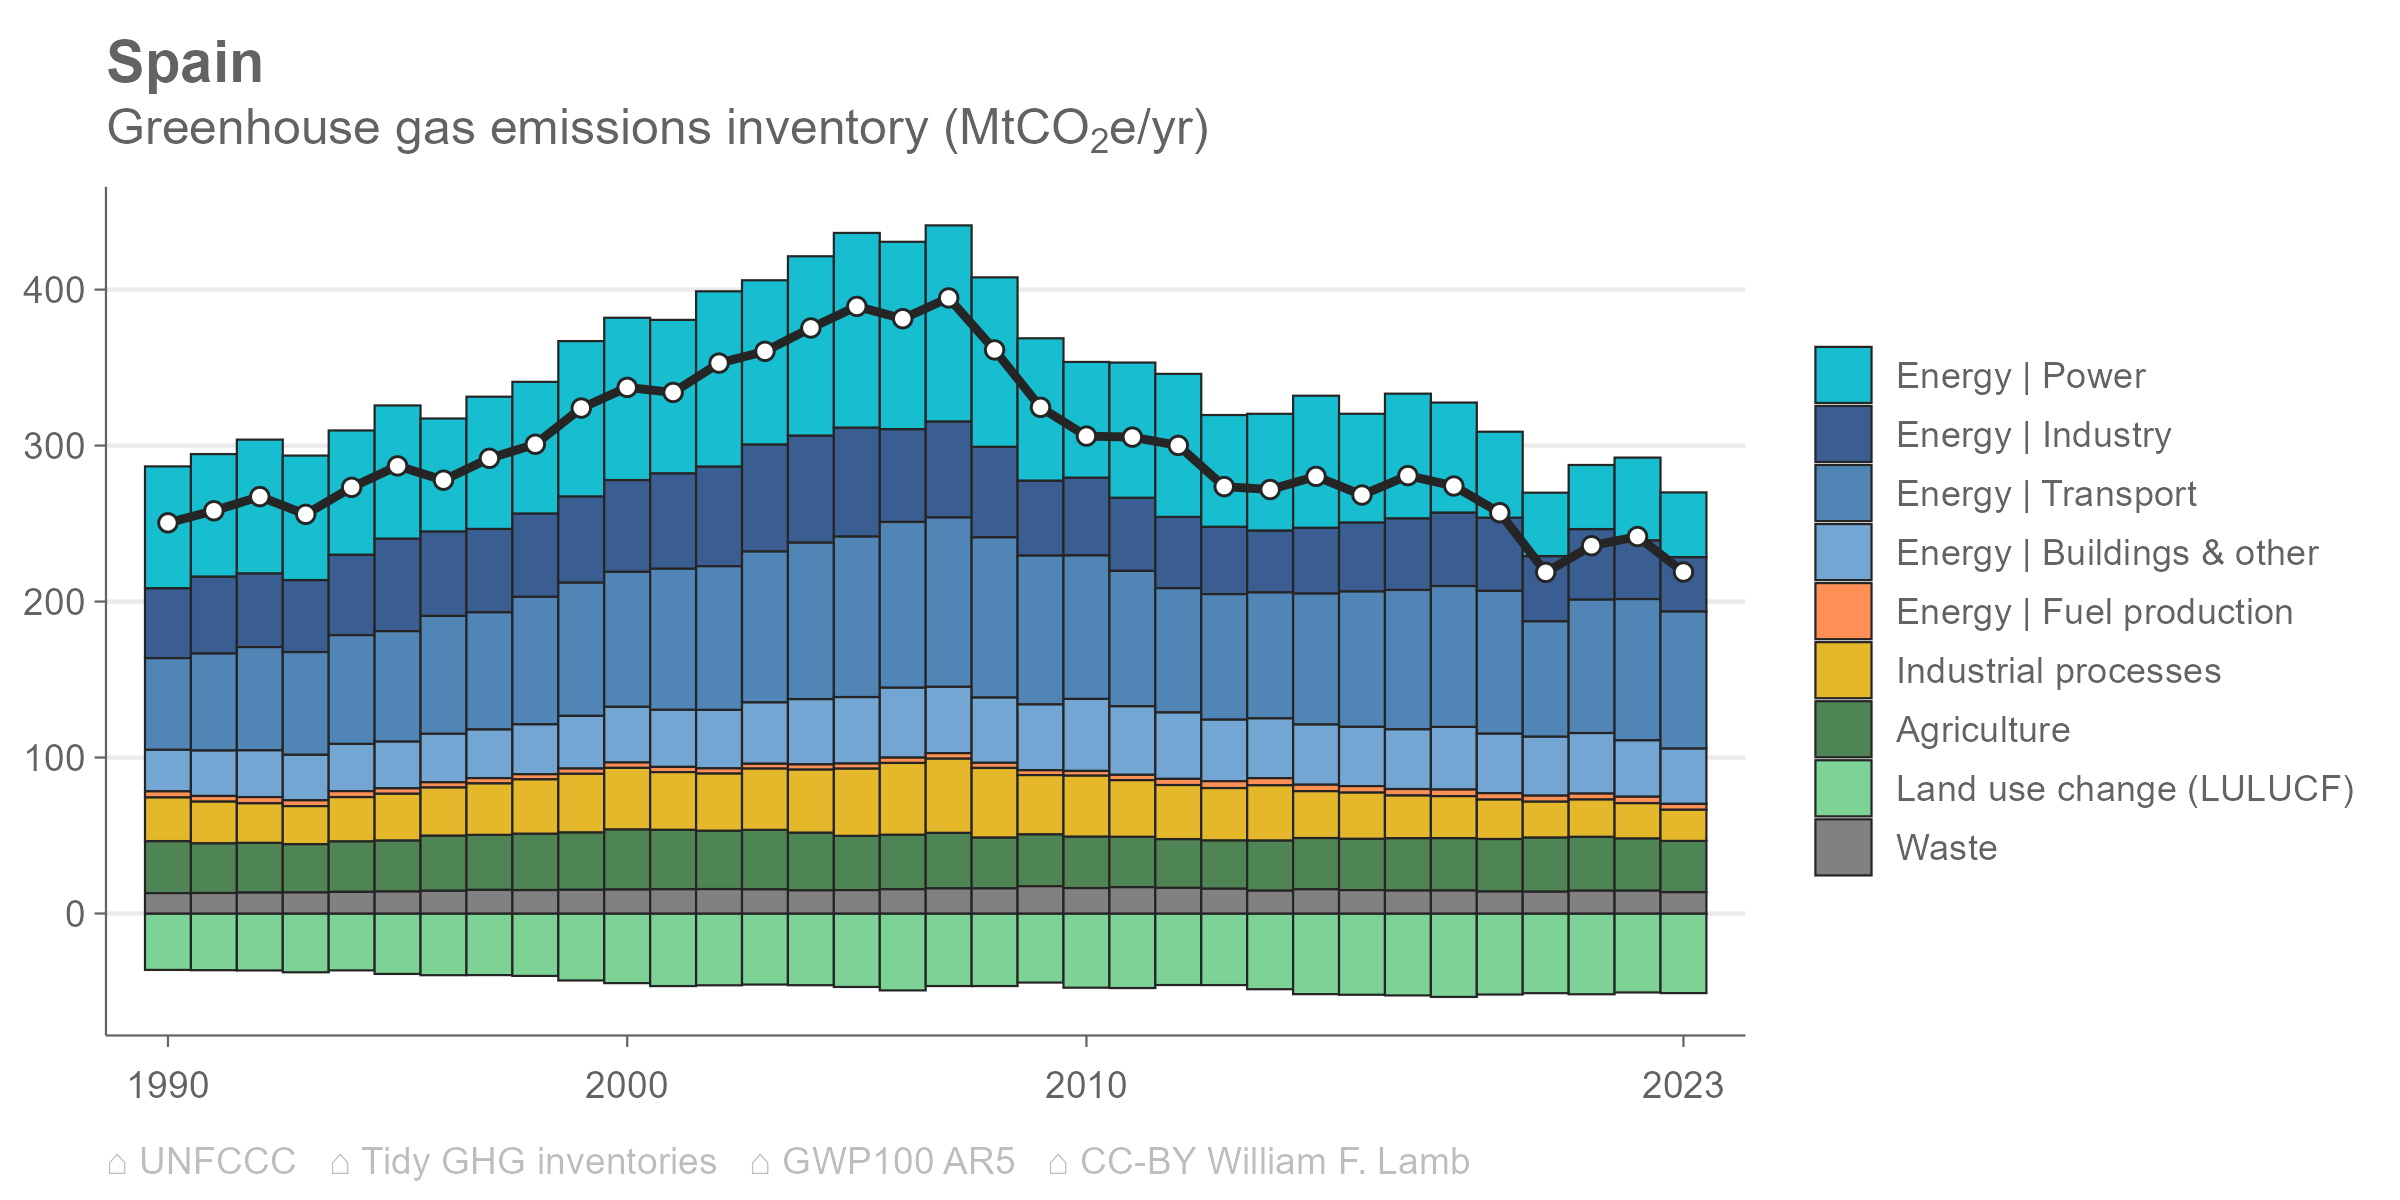 Spain
Greenhouse gas emissions inventory (MtCO₂e/yr)
400
300
200
100
0
1990
2000
2010
2023
Energy | Power
Energy | Industry
Energy | Transport
Energy | Buildings & other
Energy | Fuel production
Industrial processes
Agriculture
Land use change (LULUCF)
Waste
⌂ UNFCCC ⌂ Tidy GHG inventories ⌂ GWP100 AR5 ⌂ CC-BY William F. Lamb